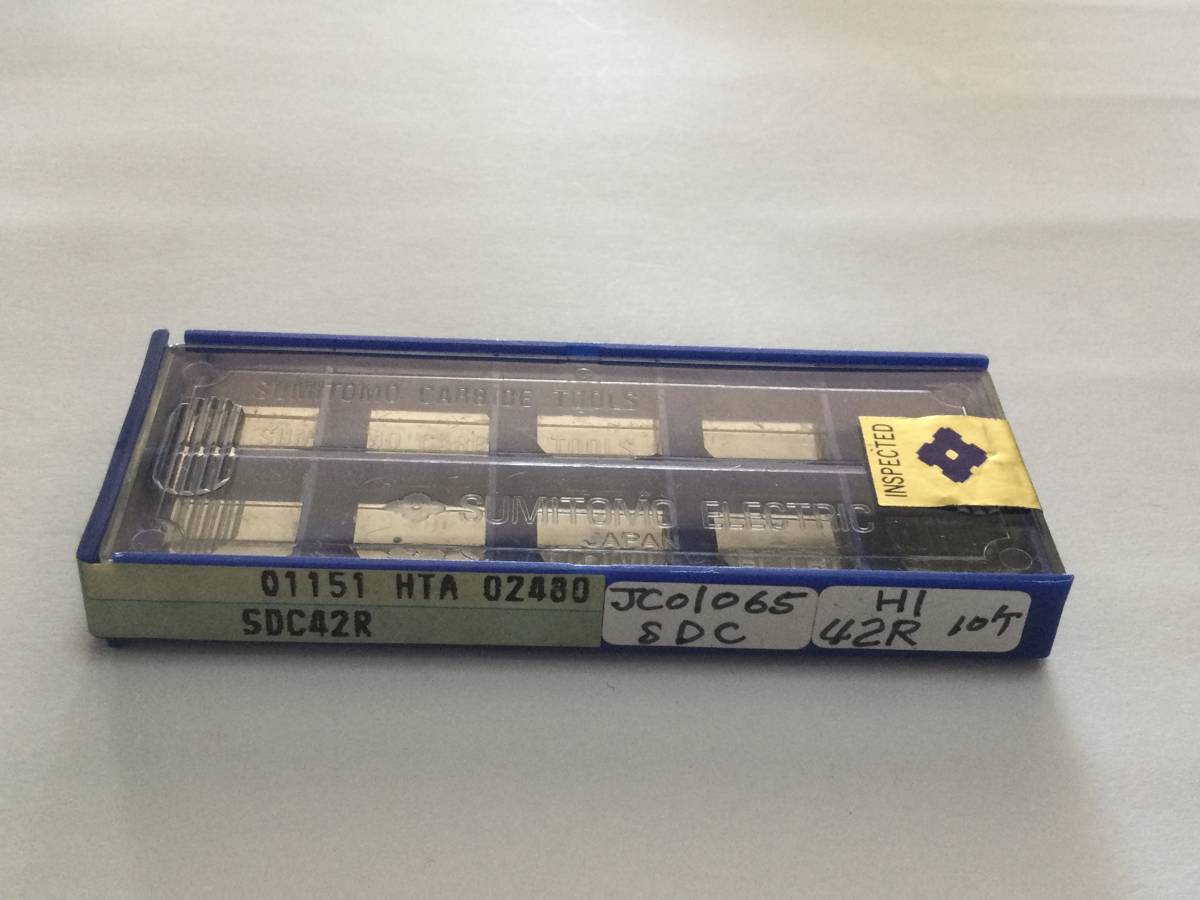 SUMITOMO CARBIDE TOOLS
INSPECTED
SUMITOMO ELECTRIC
JAPAN
01151 HTA 02480
SDC42R
JC01065
SDC
H1
42R 10ケ